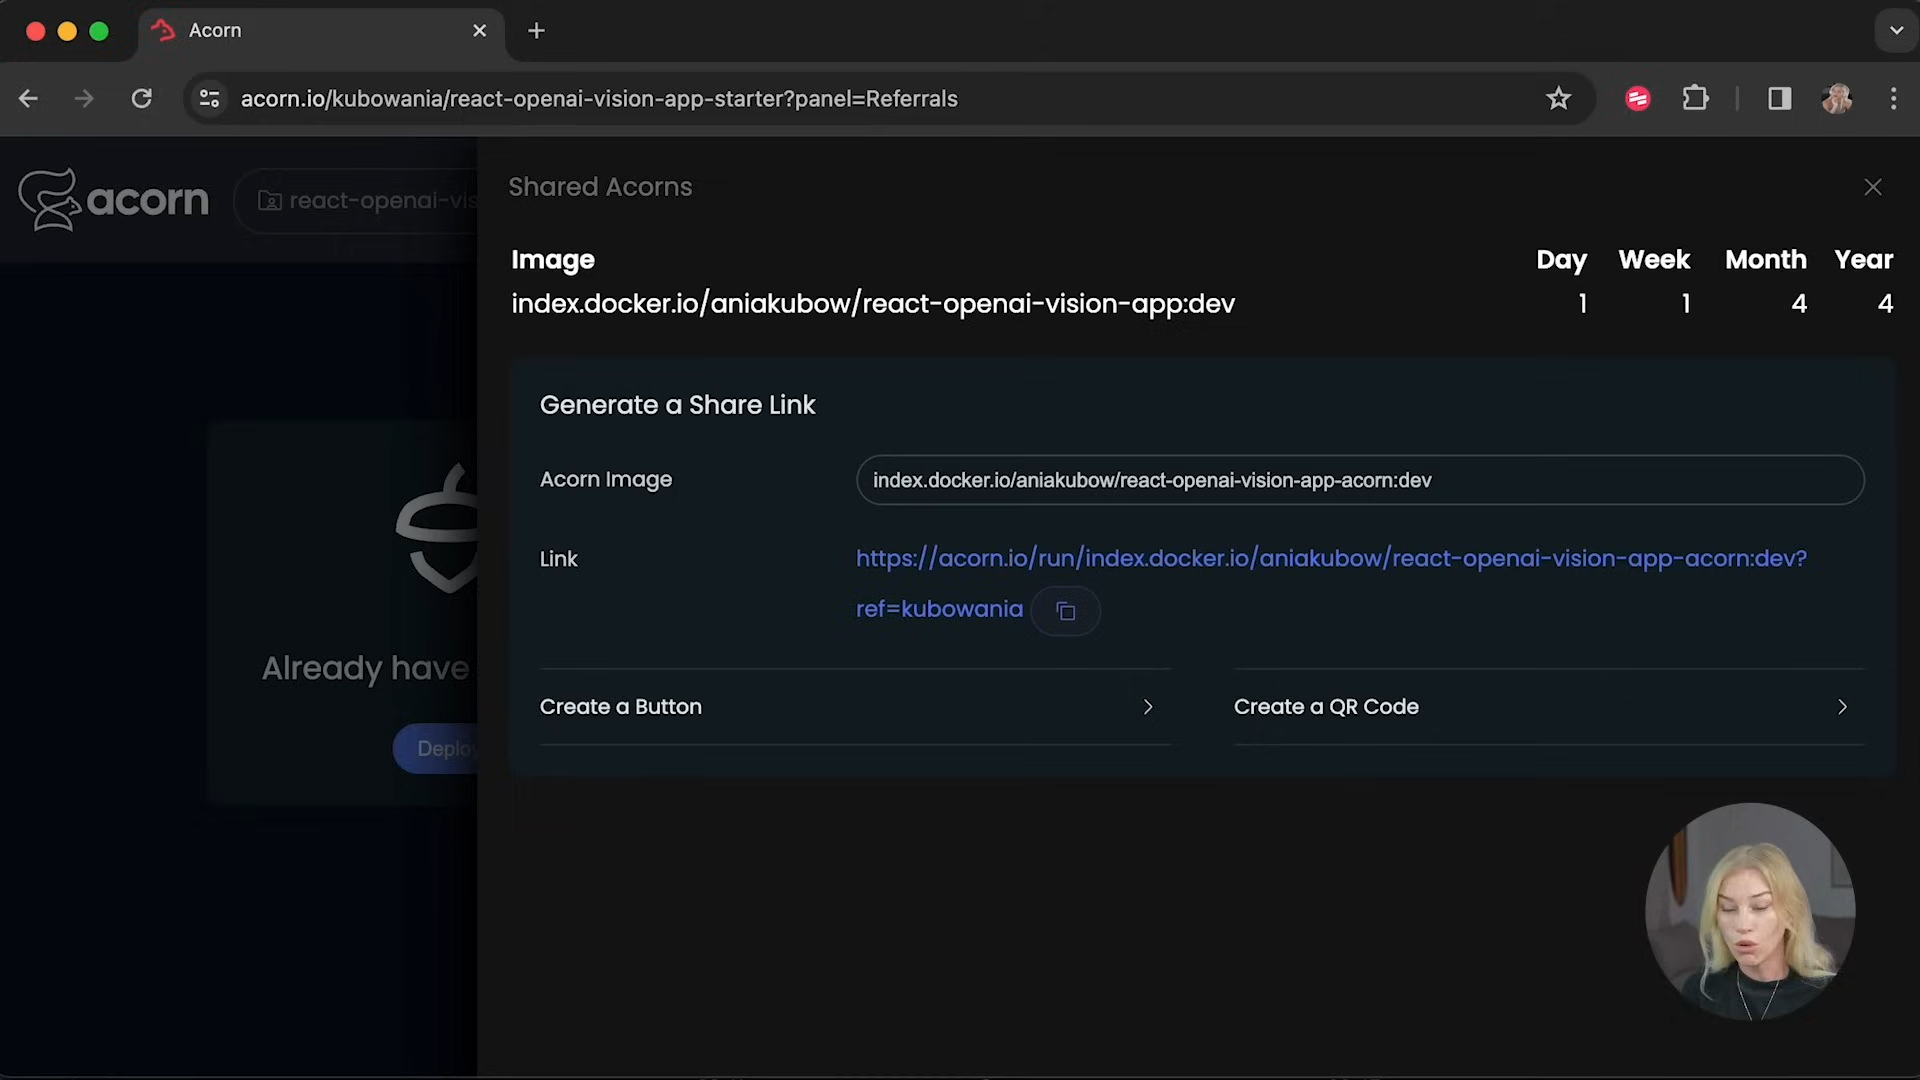 Acorn
acorn.io/kubowania/react-openai-vision-app-starter?panel=Referrals
acorn
react-openai-vis
Shared Acorns
Image Day Week Month Year
index.docker.io/aniakubow/react-openai-vision-app:dev 1 1 4 4
Generate a Share Link
Acorn Image index.docker.io/aniakubow/react-openai-vision-app-acorn:dev
Link https://acorn.io/run/index.docker.io/aniakubow/react-openai-vision-app-acorn:dev?
ref=kubowania
Already have
Create a Button Create a QR Code
Deploy